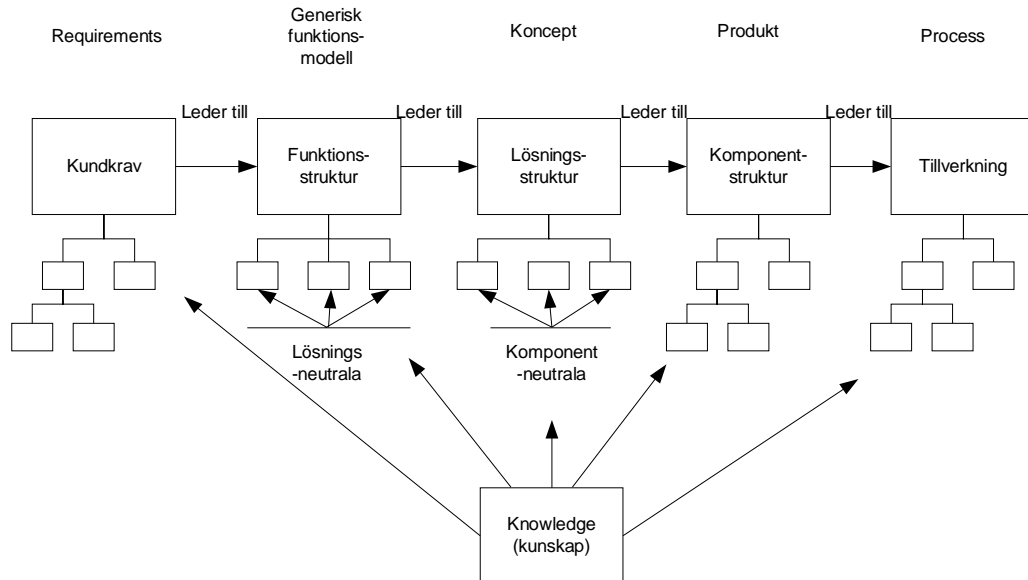 Requirements
Generisk
funktions-
modell
Koncept
Produkt
Process
Leder till
Leder till
Leder till
Leder till
Kundkrav
Funktions-
struktur
Lösnings-
struktur
Komponent-
struktur
Tillverkning
Lösnings
-neutrala
Komponent
-neutrala
Knowledge
(kunskap)